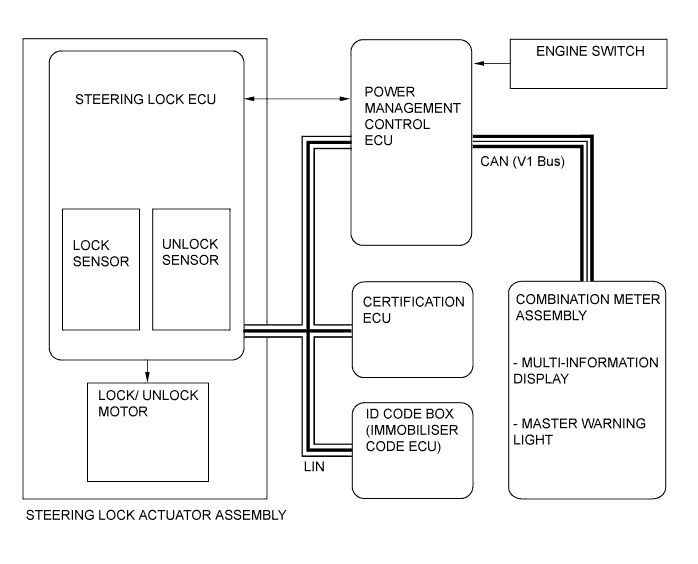 ENGINE SWITCH
STEERING LOCK ECU
POWER
MANAGEMENT
CONTROL
ECU
CAN (V1 Bus)
LOCK
SENSOR
UNLOCK
SENSOR
CERTIFICATION
ECU
COMBINATION METER
ASSEMBLY
- MULTI-INFORMATION
DISPLAY
- MASTER WARNING
LIGHT
LOCK/ UNLOCK
MOTOR
ID CODE BOX
(IMMOBILISER
CODE ECU)
LIN
STEERING LOCK ACTUATOR ASSEMBLY